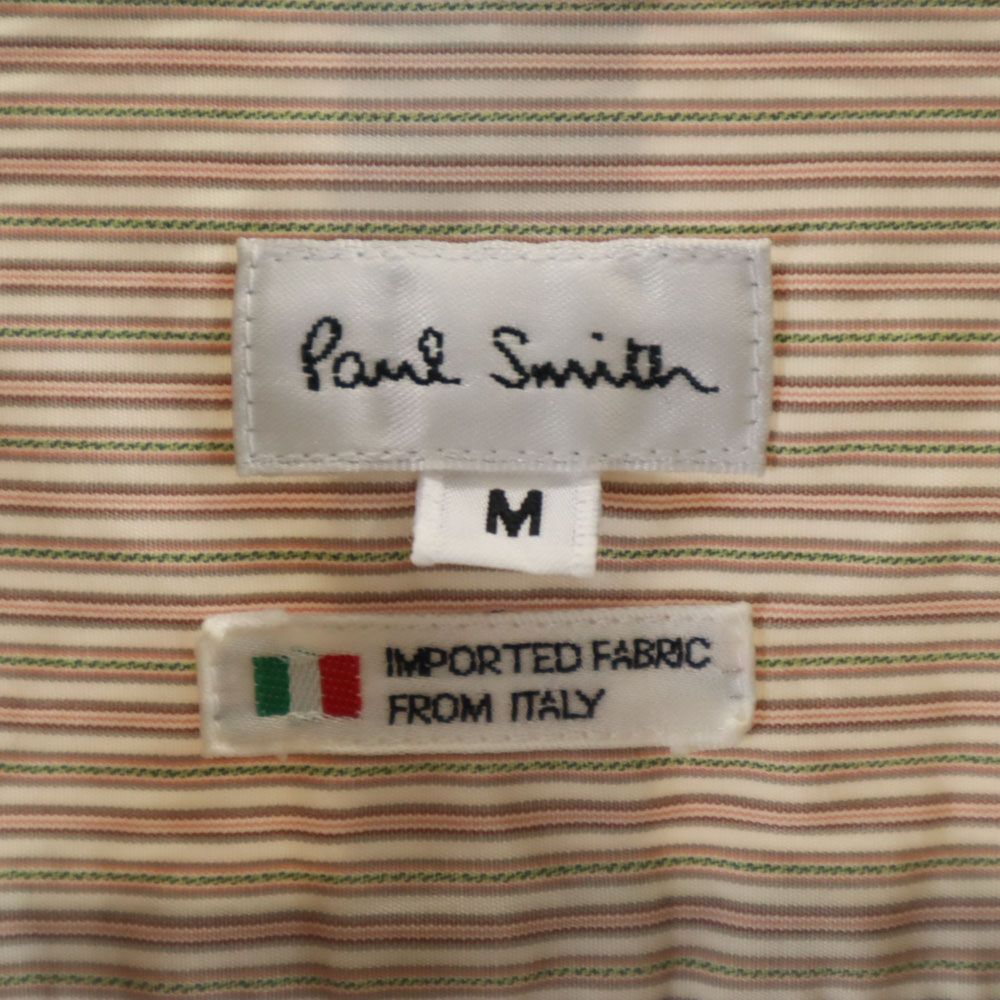 Paul Smith
M
IMPORTED FABRIC
FROM ITALY